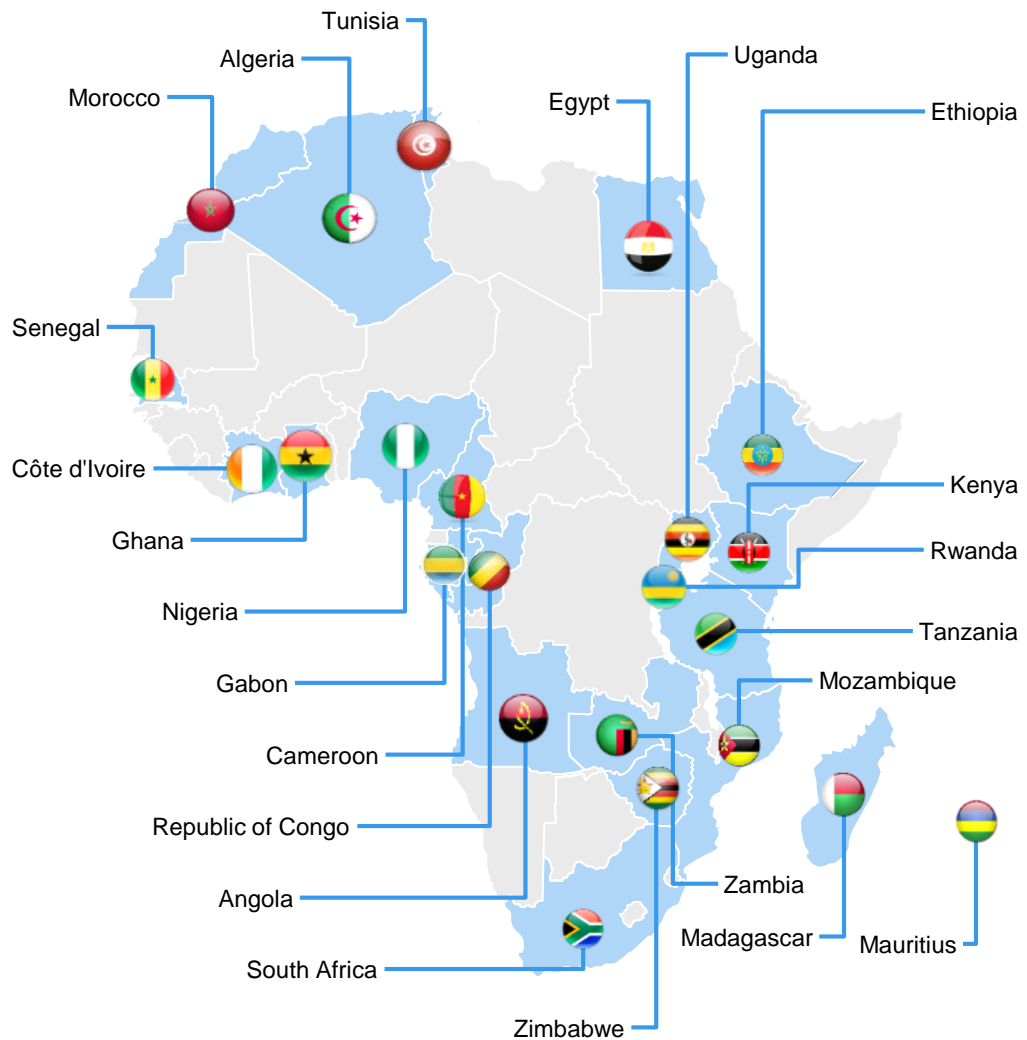 Tunisia
Uganda
Algeria
Morocco
Egypt
Ethiopia
Senegal
Côte d'Ivoire
Kenya
Ghana
Rwanda
Nigeria
Tanzania
Gabon
Mozambique
Cameroon
Republic of Congo
Angola
Zambia
Madagascar
Mauritius
South Africa
Zimbabwe